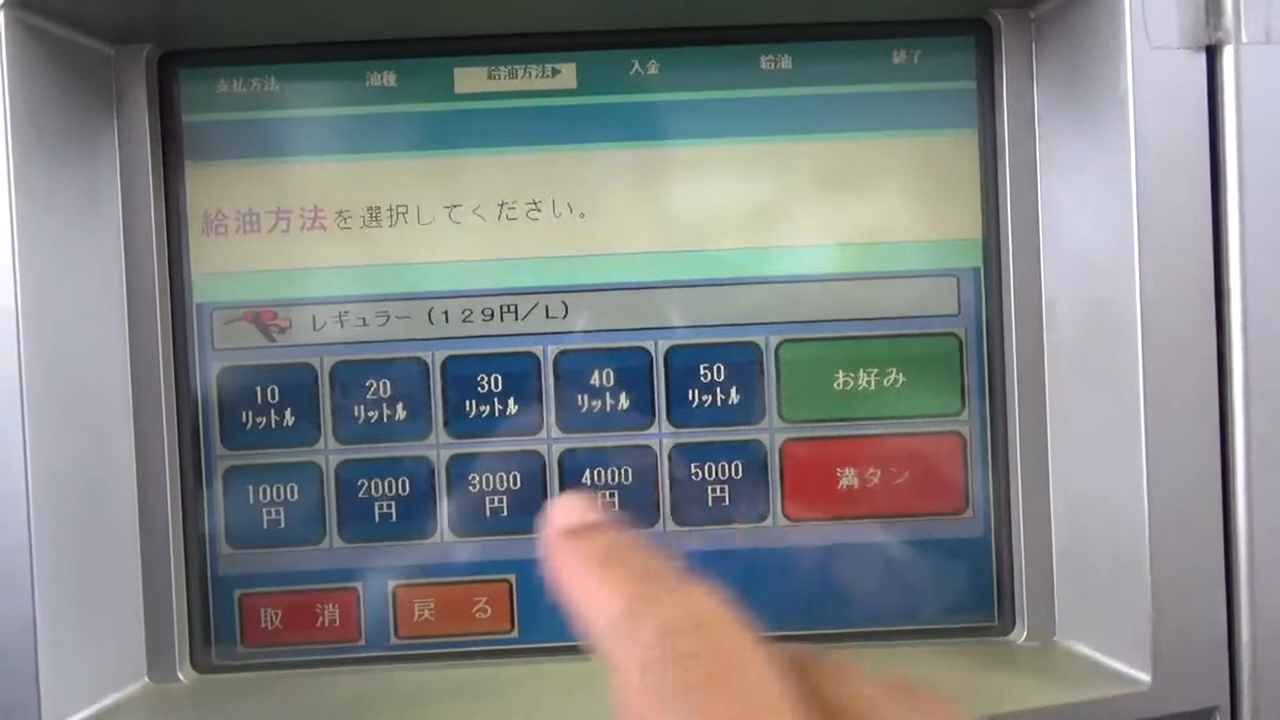 支払方法 油種 給油方法▶ 入金 給油 終了
給油方法を選択してください。
レギュラー（129円／L）
10 リットル
20 リットル
30 リットル
40 リットル
50 リットル
お好み
1000 円
2000 円
3000 円
4000 円
5000 円
満タン
取 消
戻 る